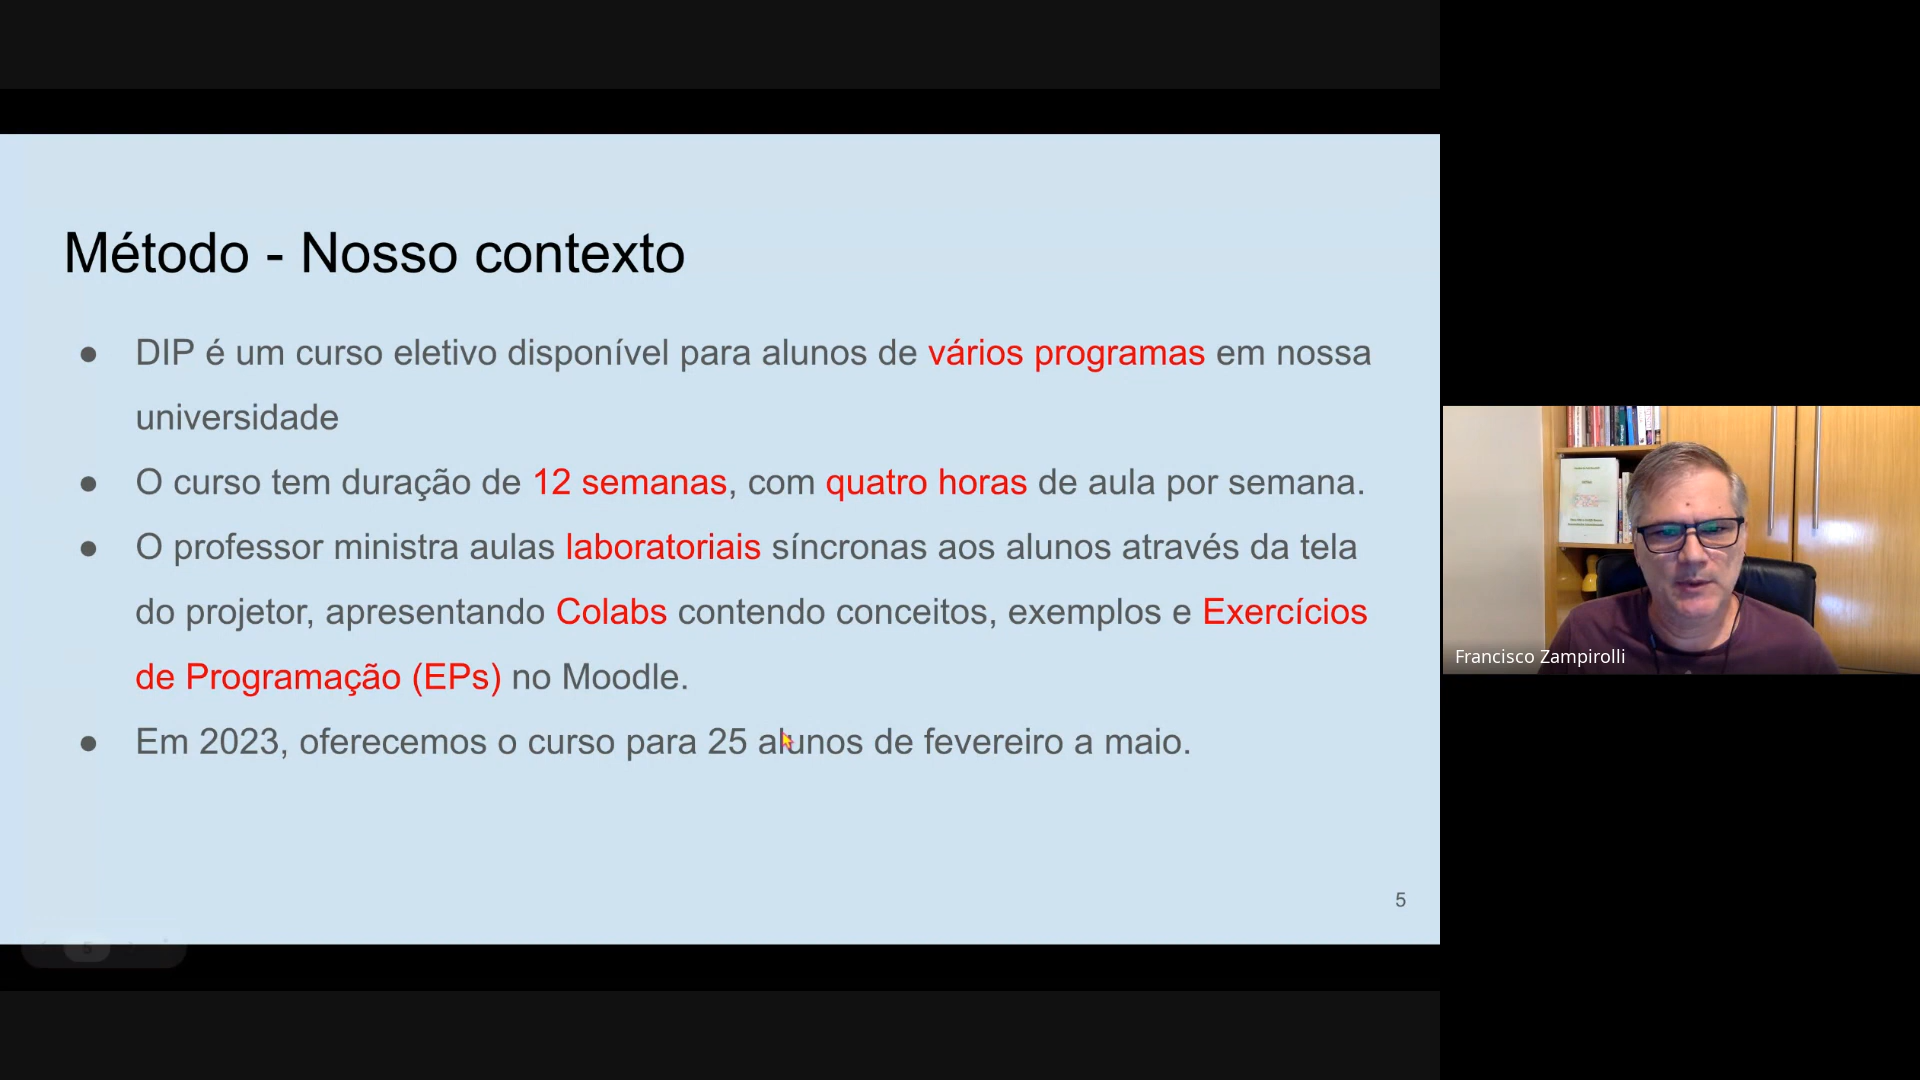 Método - Nosso contexto
● DIP é um curso eletivo disponível para alunos de vários programas em nossa
universidade
● O curso tem duração de 12 semanas, com quatro horas de aula por semana.
● O professor ministra aulas laboratoriais síncronas aos alunos através da tela
do projetor, apresentando Colabs contendo conceitos, exemplos e Exercícios
de Programação (EPs) no Moodle.
● Em 2023, oferecemos o curso para 25 alunos de fevereiro a maio.
5
5
Francisco Zampirolli